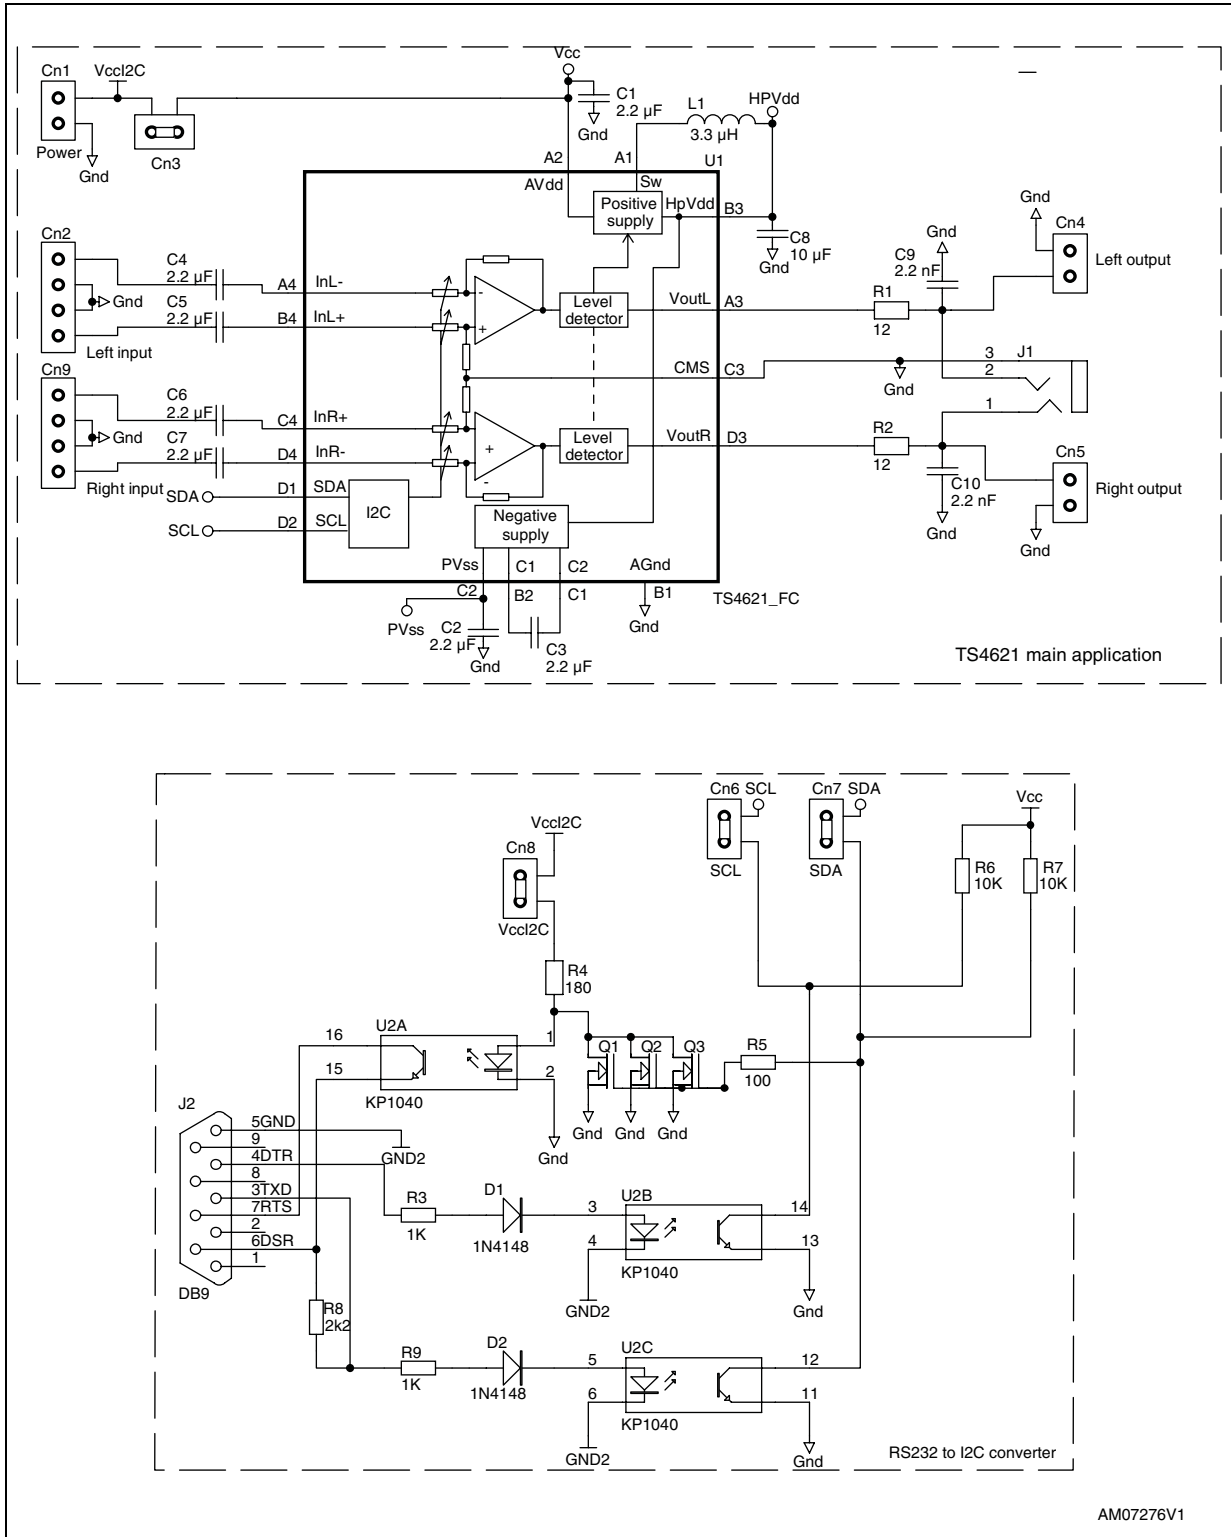 Cn1
VccI2C
Power
Gnd
Cn3
Vcc
C1
2.2 µF
Gnd
L1
3.3 µH
HPVdd
A2
A1
U1
AVdd
Sw
Positive supply
HpVdd
B3
C8
10 µF
Gnd
Cn2
C4
2.2 µF
Gnd
C5
2.2 µF
Left input
A4
InL-
B4
InL+
-
+
Level detector
VoutL
A3
R1
12
C9
2.2 nF
Gnd
Gnd
Cn4
Left output
CMS
C3
Gnd
3
J1
2
1
Cn9
C6
2.2 µF
Gnd
C7
2.2 µF
Right input
C4
InR+
D4
InR-
+
-
Level detector
VoutR
D3
R2
12
C10
2.2 nF
Gnd
Cn5
Right output
Gnd
SDA
D1
SDA
SCL
D2
SCL
I2C
Negative supply
PVss
C1
C2
AGnd
C2
B2
C1
B1
TS4621_FC
PVss
C2
2.2 µF
Gnd
C3
2.2 µF
Gnd
TS4621 main application
Cn6 SCL
SCL
Cn7 SDA
SDA
Vcc
R6
10K
R7
10K
VccI2C
Cn8
VccI2C
R4
180
U2A
16
15
1
2
KP1040
Gnd
Q1
Q2
Q3
Gnd
Gnd
Gnd
R5
100
J2
5GND
9
4DTR
8
3TXD
7RTS
2
6DSR
1
DB9
GND2
R3
1K
D1
1N4148
3
4
U2B
KP1040
14
13
GND2
Gnd
R8
2k2
R9
1K
D2
1N4148
5
6
U2C
KP1040
12
11
GND2
Gnd
RS232 to I2C converter
AM07276V1